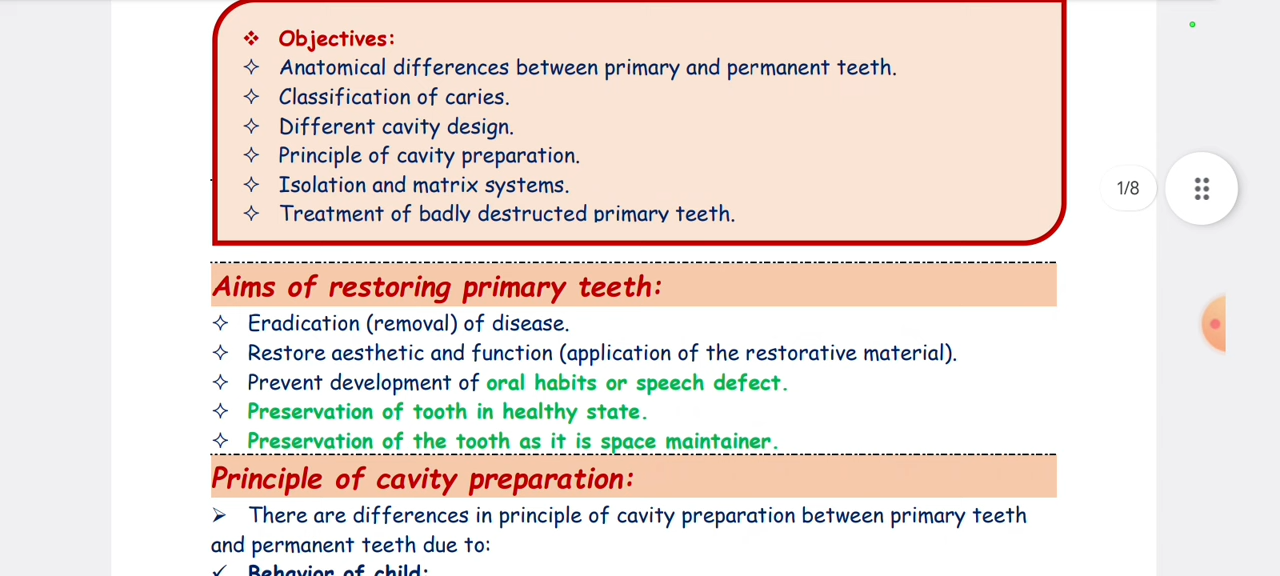 ❖ Objectives:
✧ Anatomical differences between primary and permanent teeth.
✧ Classification of caries.
✧ Different cavity design.
✧ Principle of cavity preparation.
✧ Isolation and matrix systems.
✧ Treatment of badly destructed primary teeth.
1/8
Aims of restoring primary teeth:
✧ Eradication (removal) of disease.
✧ Restore aesthetic and function (application of the restorative material).
✧ Prevent development of oral habits or speech defect.
✧ Preservation of tooth in healthy state.
✧ Preservation of the tooth as it is space maintainer.
Principle of cavity preparation:
➢ There are differences in principle of cavity preparation between primary teeth
and permanent teeth due to:
✓ Behavior of child: